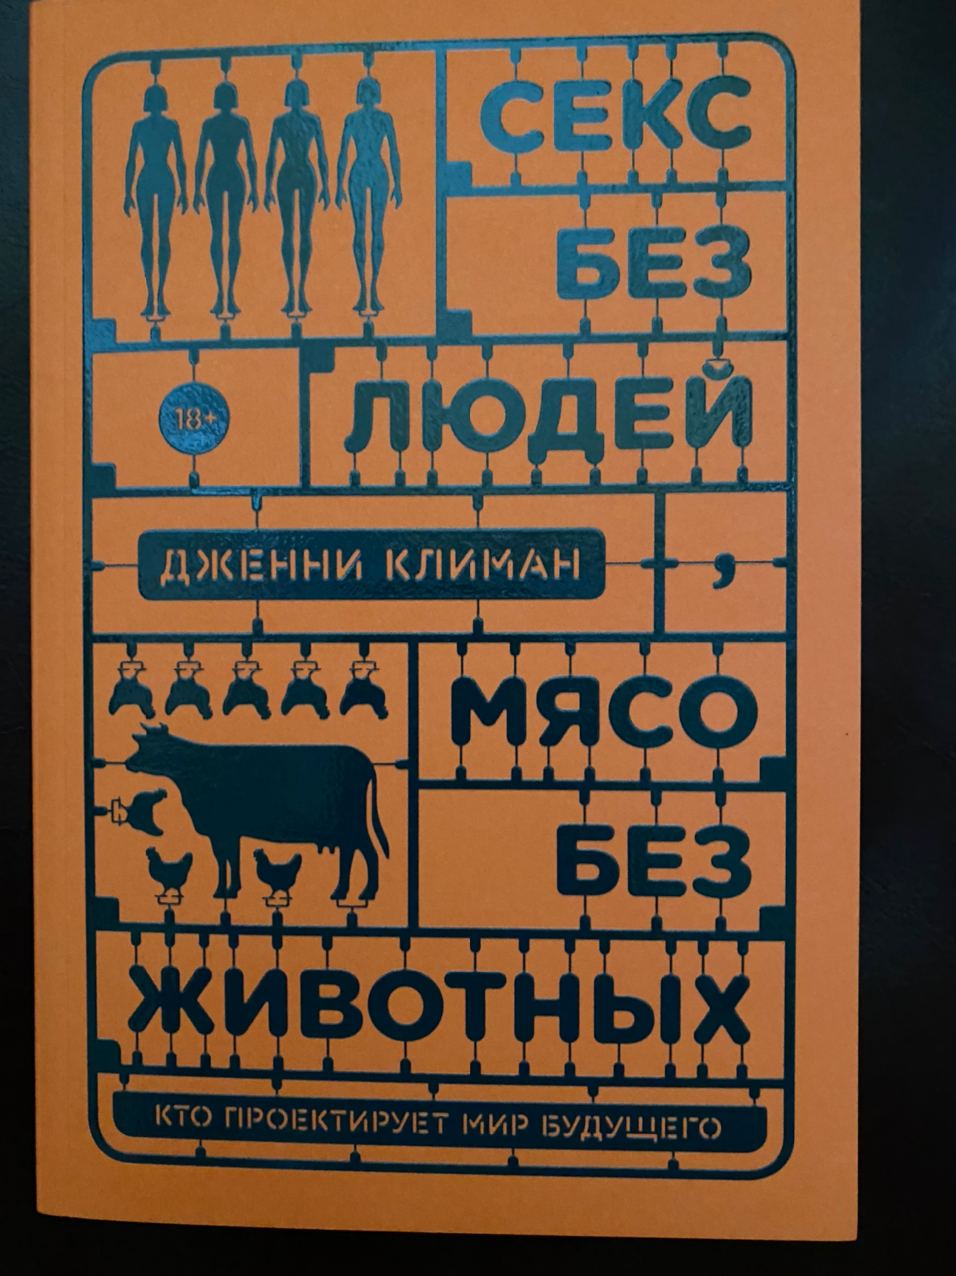 СЕКС
БЕЗ
18+
ЛЮДЕЙ
ДЖЕННИ КЛИМАН
,
МЯСО
БЕЗ
ЖИВОТНЫХ
КТО ПРОЕКТИРУЕТ МИР БУДУЩЕГО